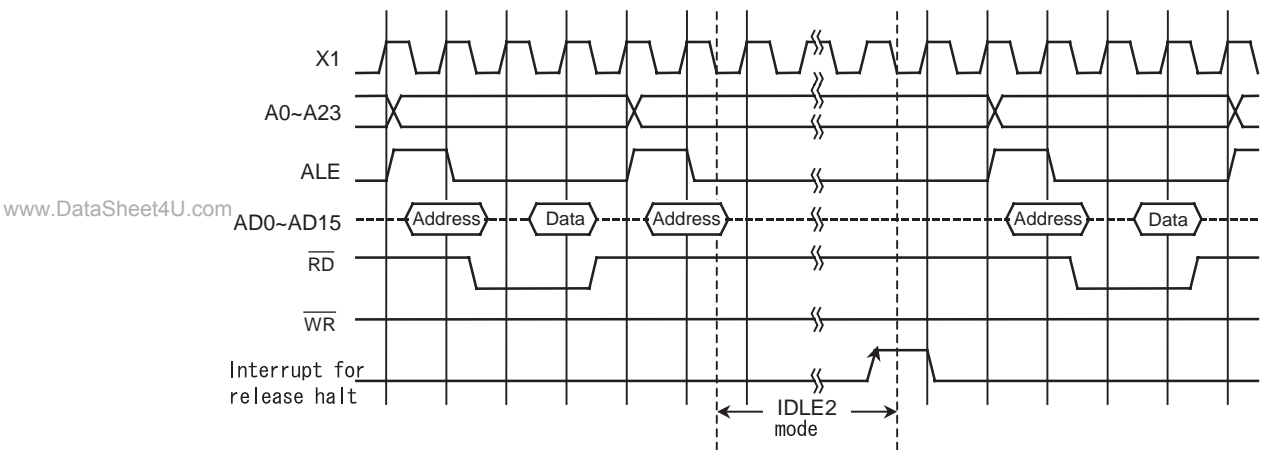 X1
A0~A23
ALE
www.DataSheet4U.com
AD0~AD15
Address
Data
Address
Address
Data
RD
WR
Interrupt for
release halt
IDLE2
mode